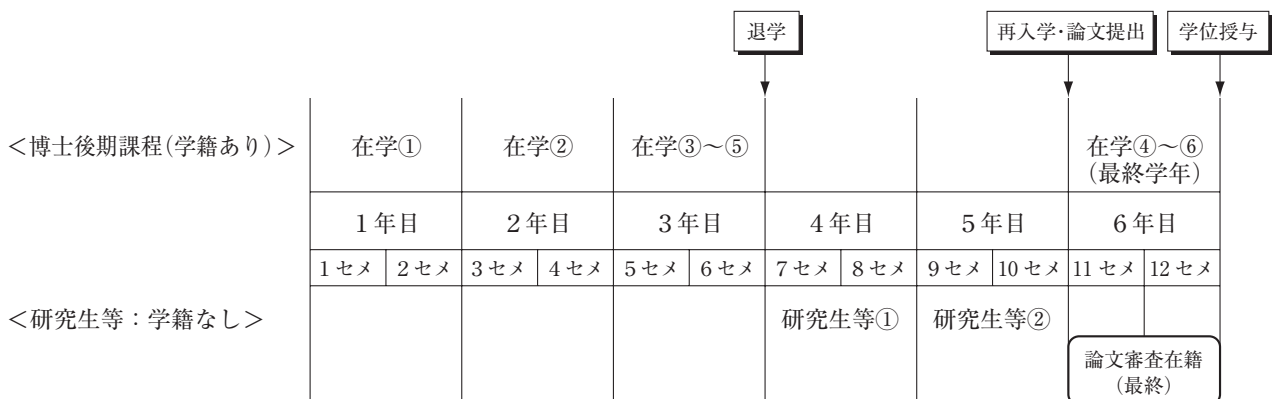 退学
再入学・論文提出
学位授与
＜博士後期課程（学籍あり）＞
在学①
在学②
在学③～⑤
在学④～⑥
（最終学年）
1年目
2年目
3年目
4年目
5年目
6年目
1セメ
2セメ
3セメ
4セメ
5セメ
6セメ
7セメ
8セメ
9セメ
10セメ
11セメ
12セメ
＜研究生等：学籍なし＞
研究生等①
研究生等②
論文審査在籍
（最終）